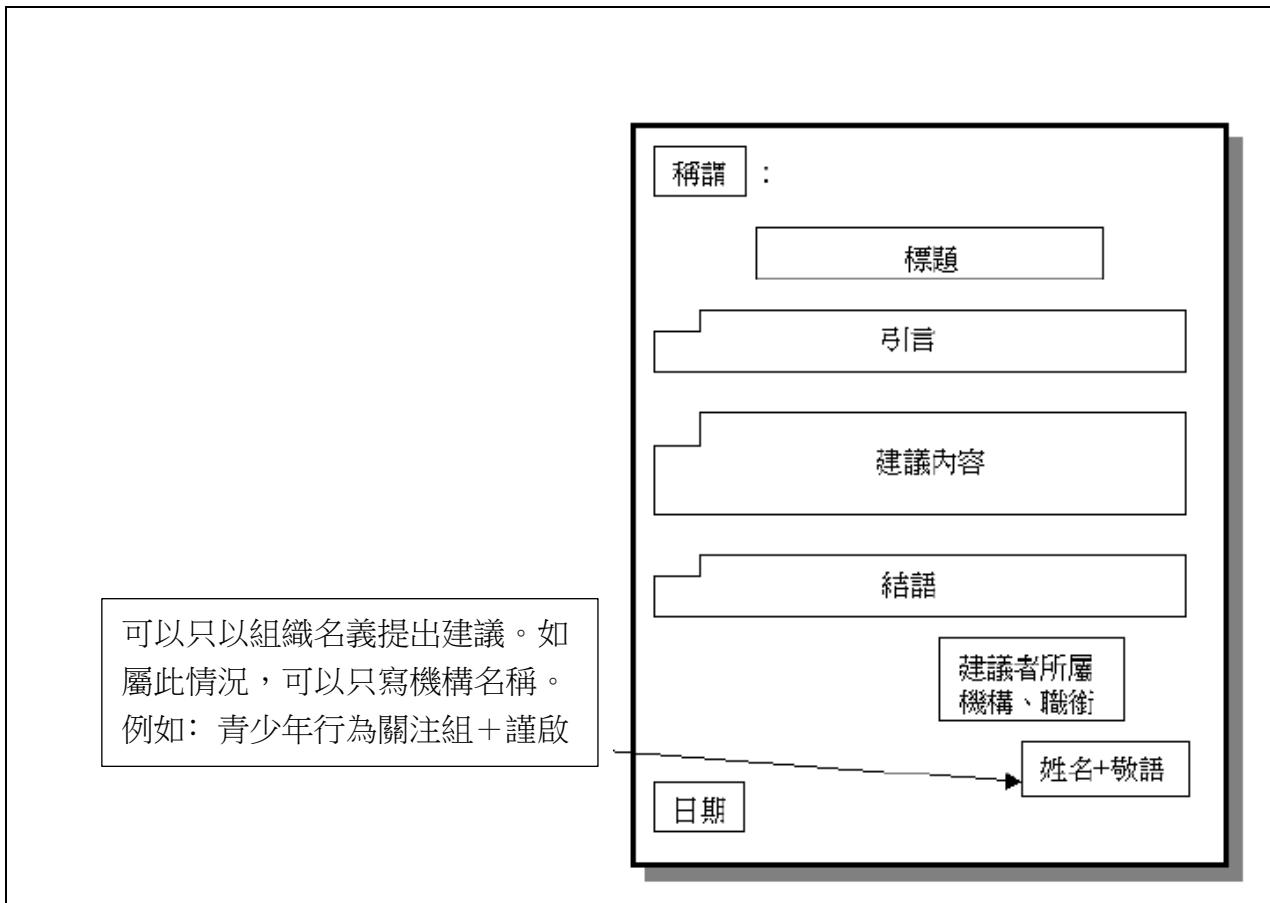 稱謂：
標題
引言
建議內容
結語
可以只以組織名義提出建議。如
屬此情況，可以只寫機構名稱。
例如：青少年行為關注組＋謹啟
建議者所屬
機構、職銜
姓名+敬語
日期